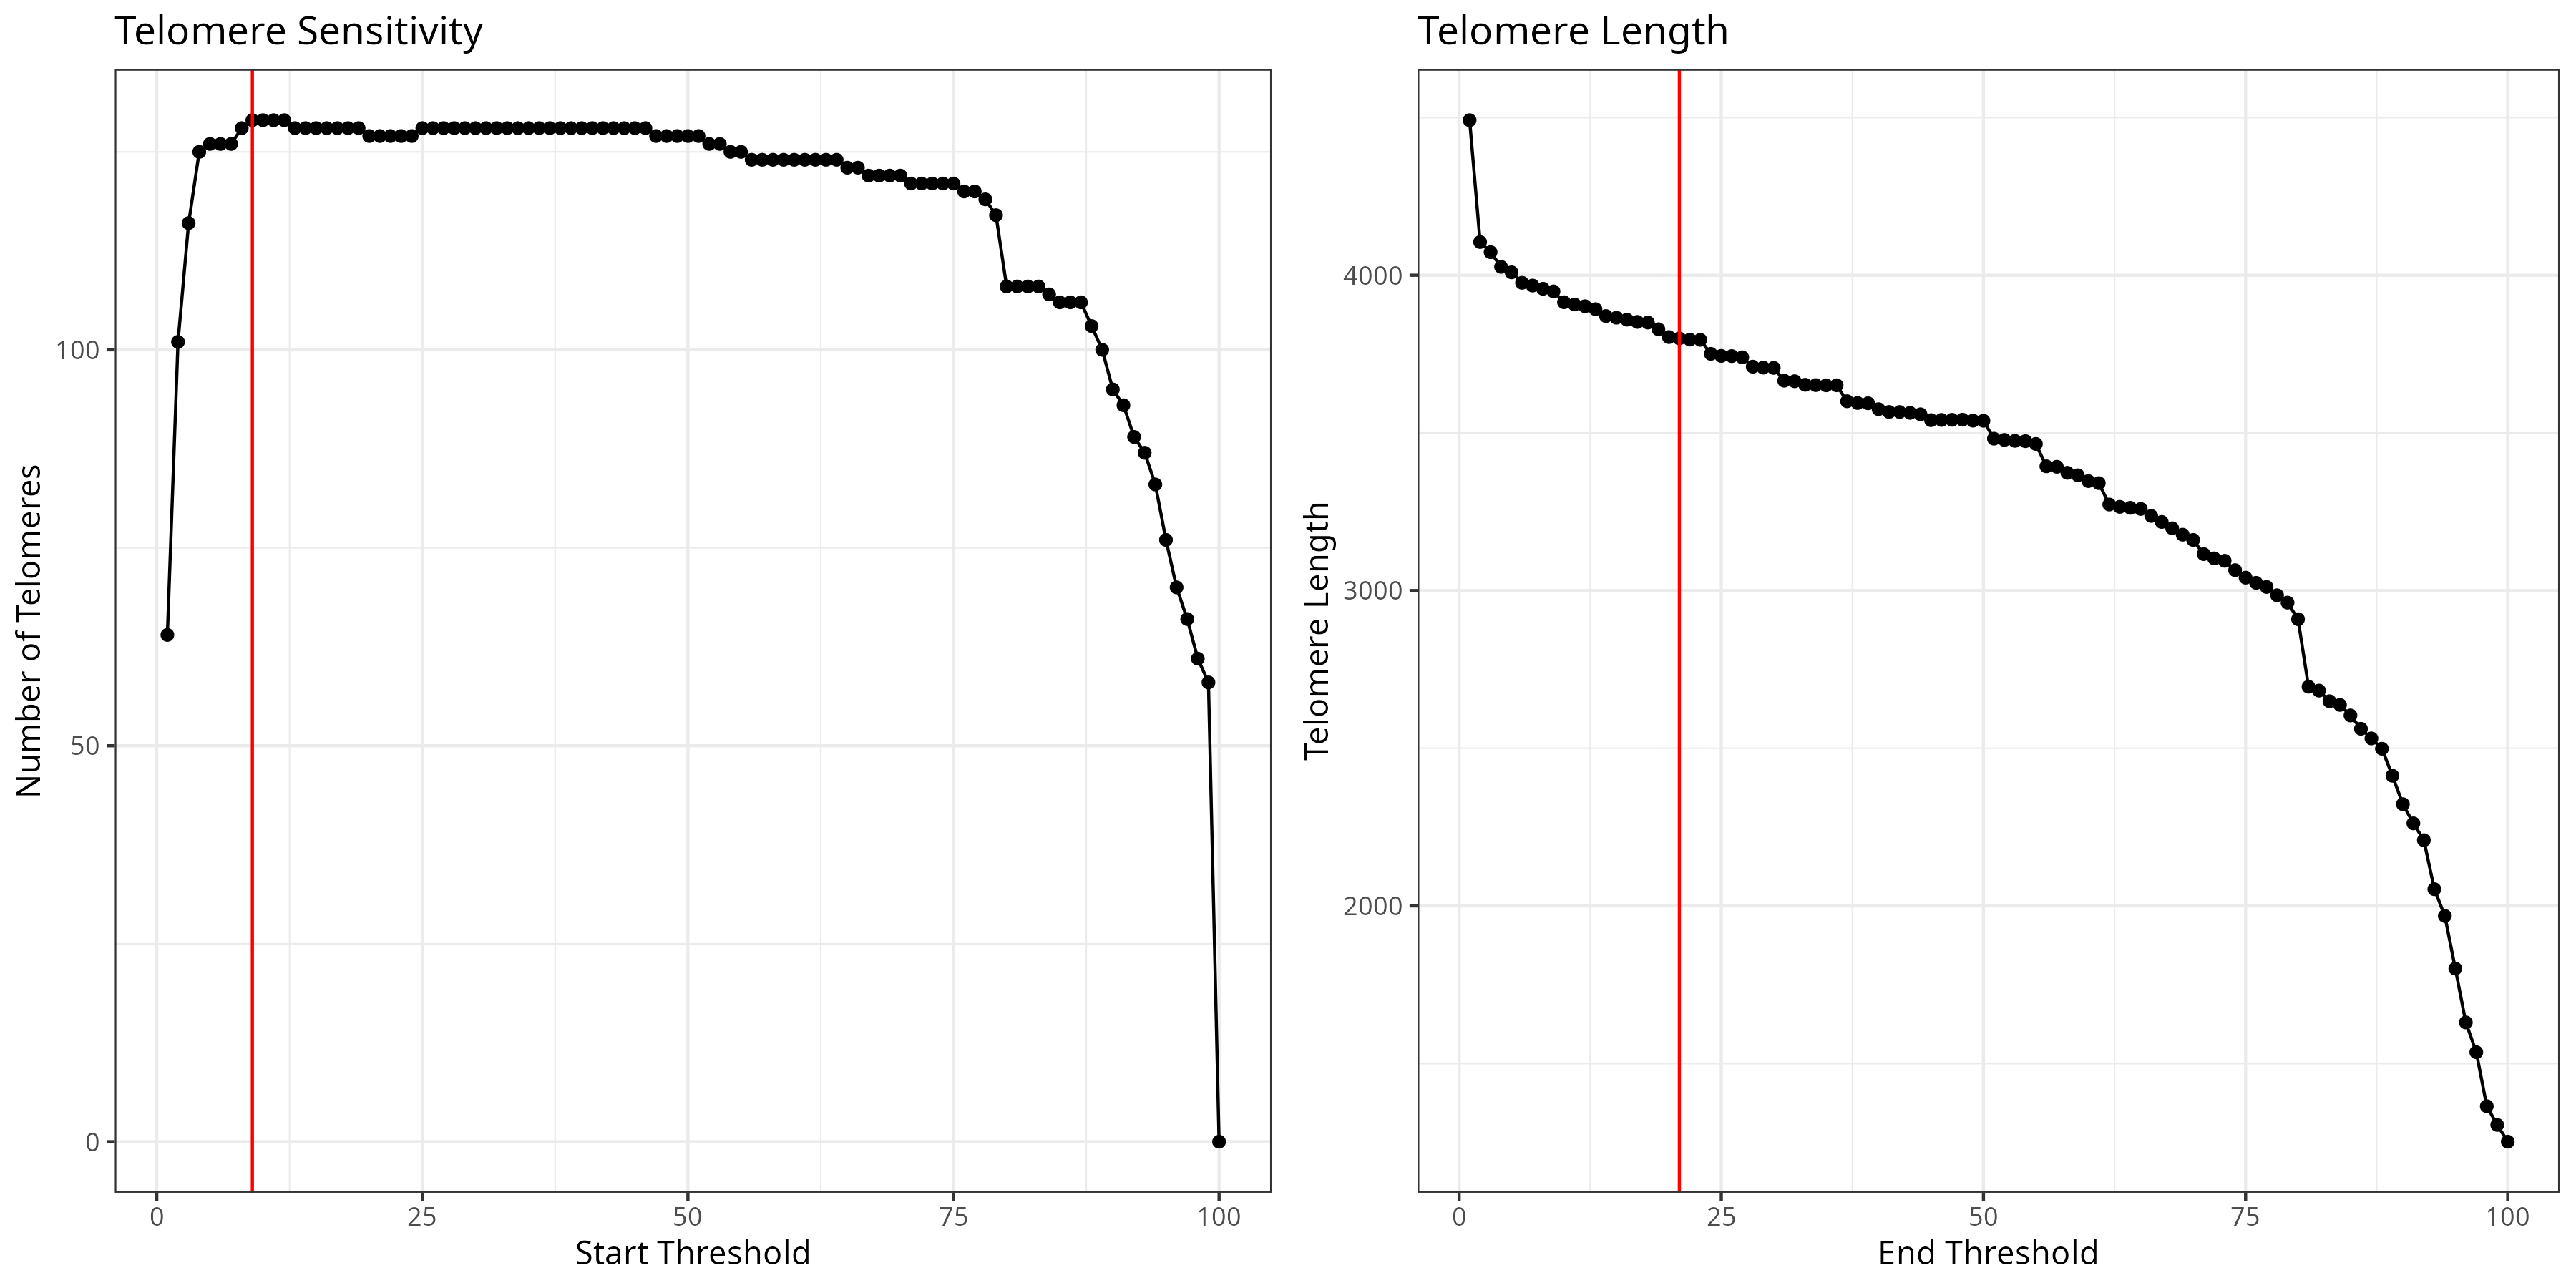 Telomere Sensitivity
Number of Telomeres
100
50
0
0 25 50 75 100
Start Threshold
Telomere Length
Telomere Length
4000
3000
2000
0 25 50 75 100
End Threshold